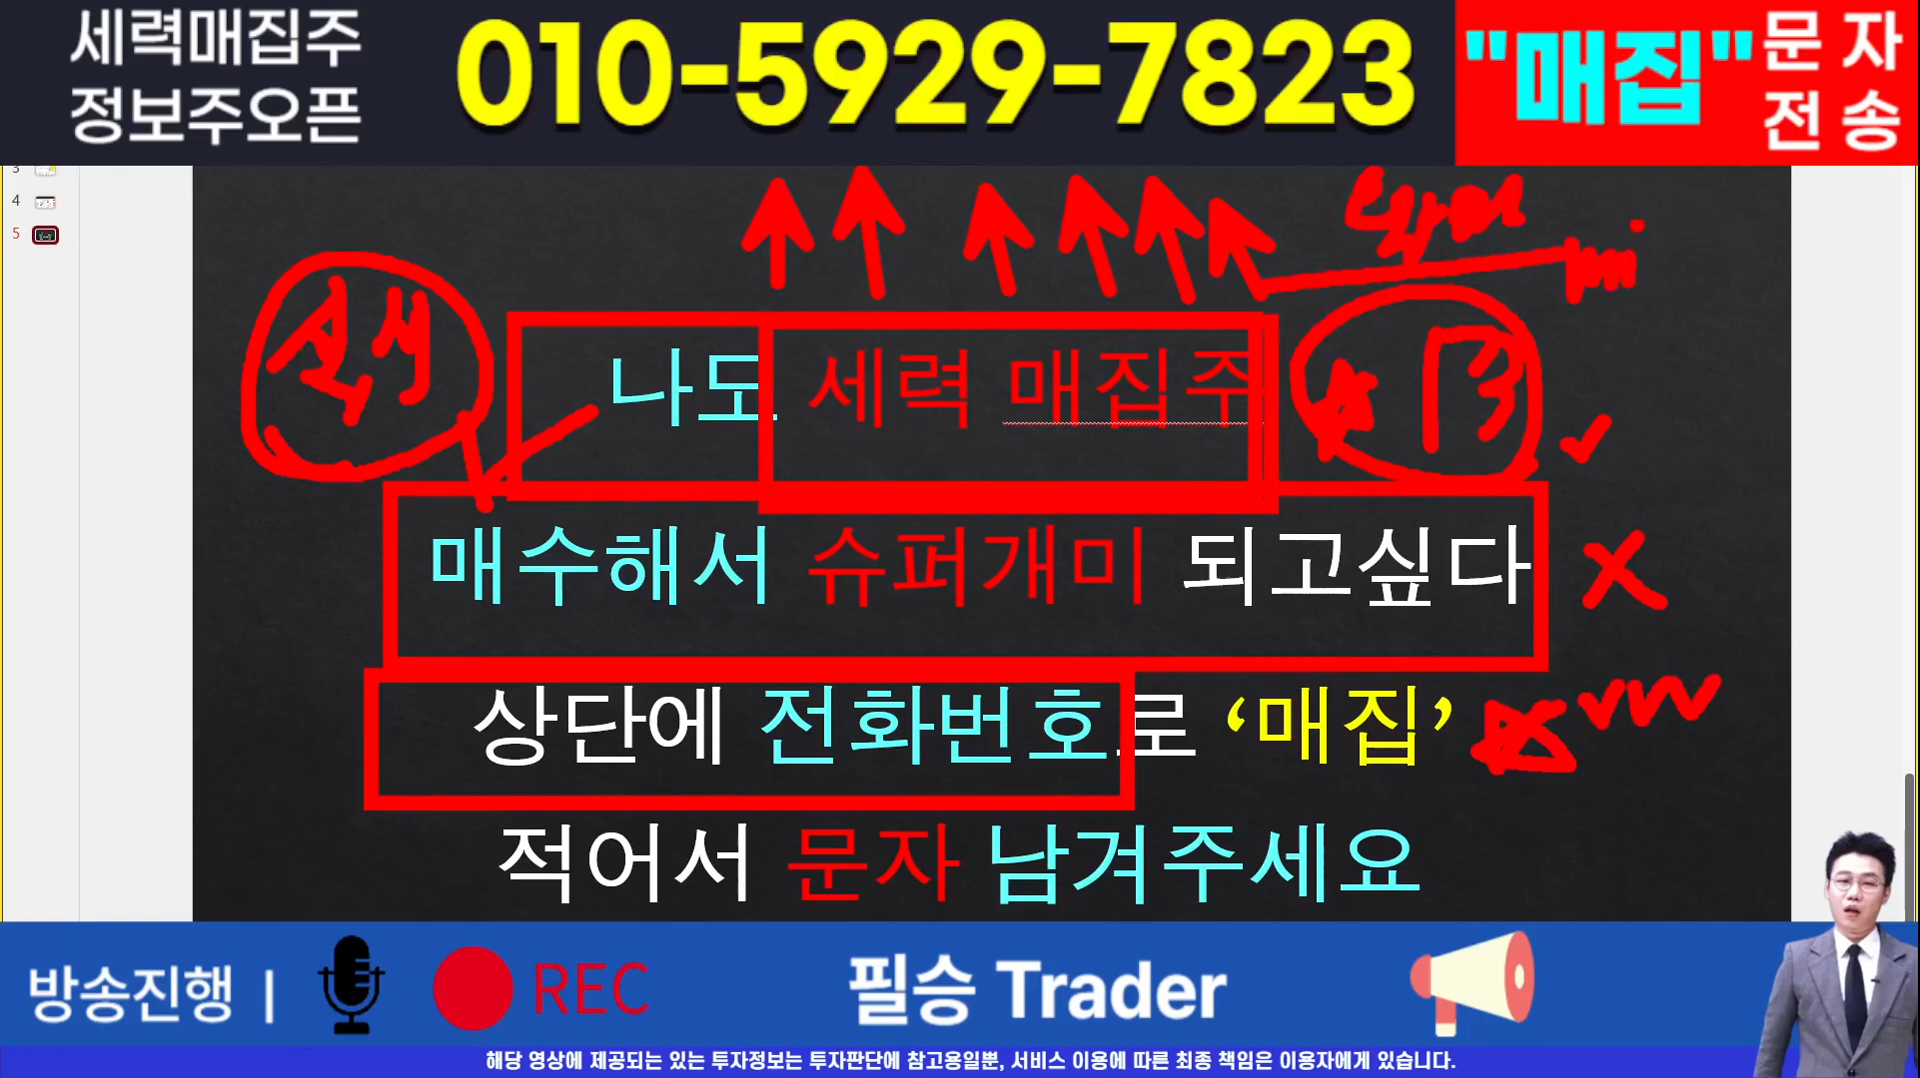 세력매집주
정보주오픈
010-5929-7823
"매집"
문자
전송
3
4
5
나도 세력 매집주
매수해서 슈퍼개미 되고싶다
상단에 전화번호로 ‘매집’
적어서 문자 남겨주세요
방송진행 |
REC
필승 Trader
해당 영상에 제공되는 있는 투자정보는 투자판단에 참고용일뿐, 서비스 이용에 따른 최종 책임은 이용자에게 있습니다.